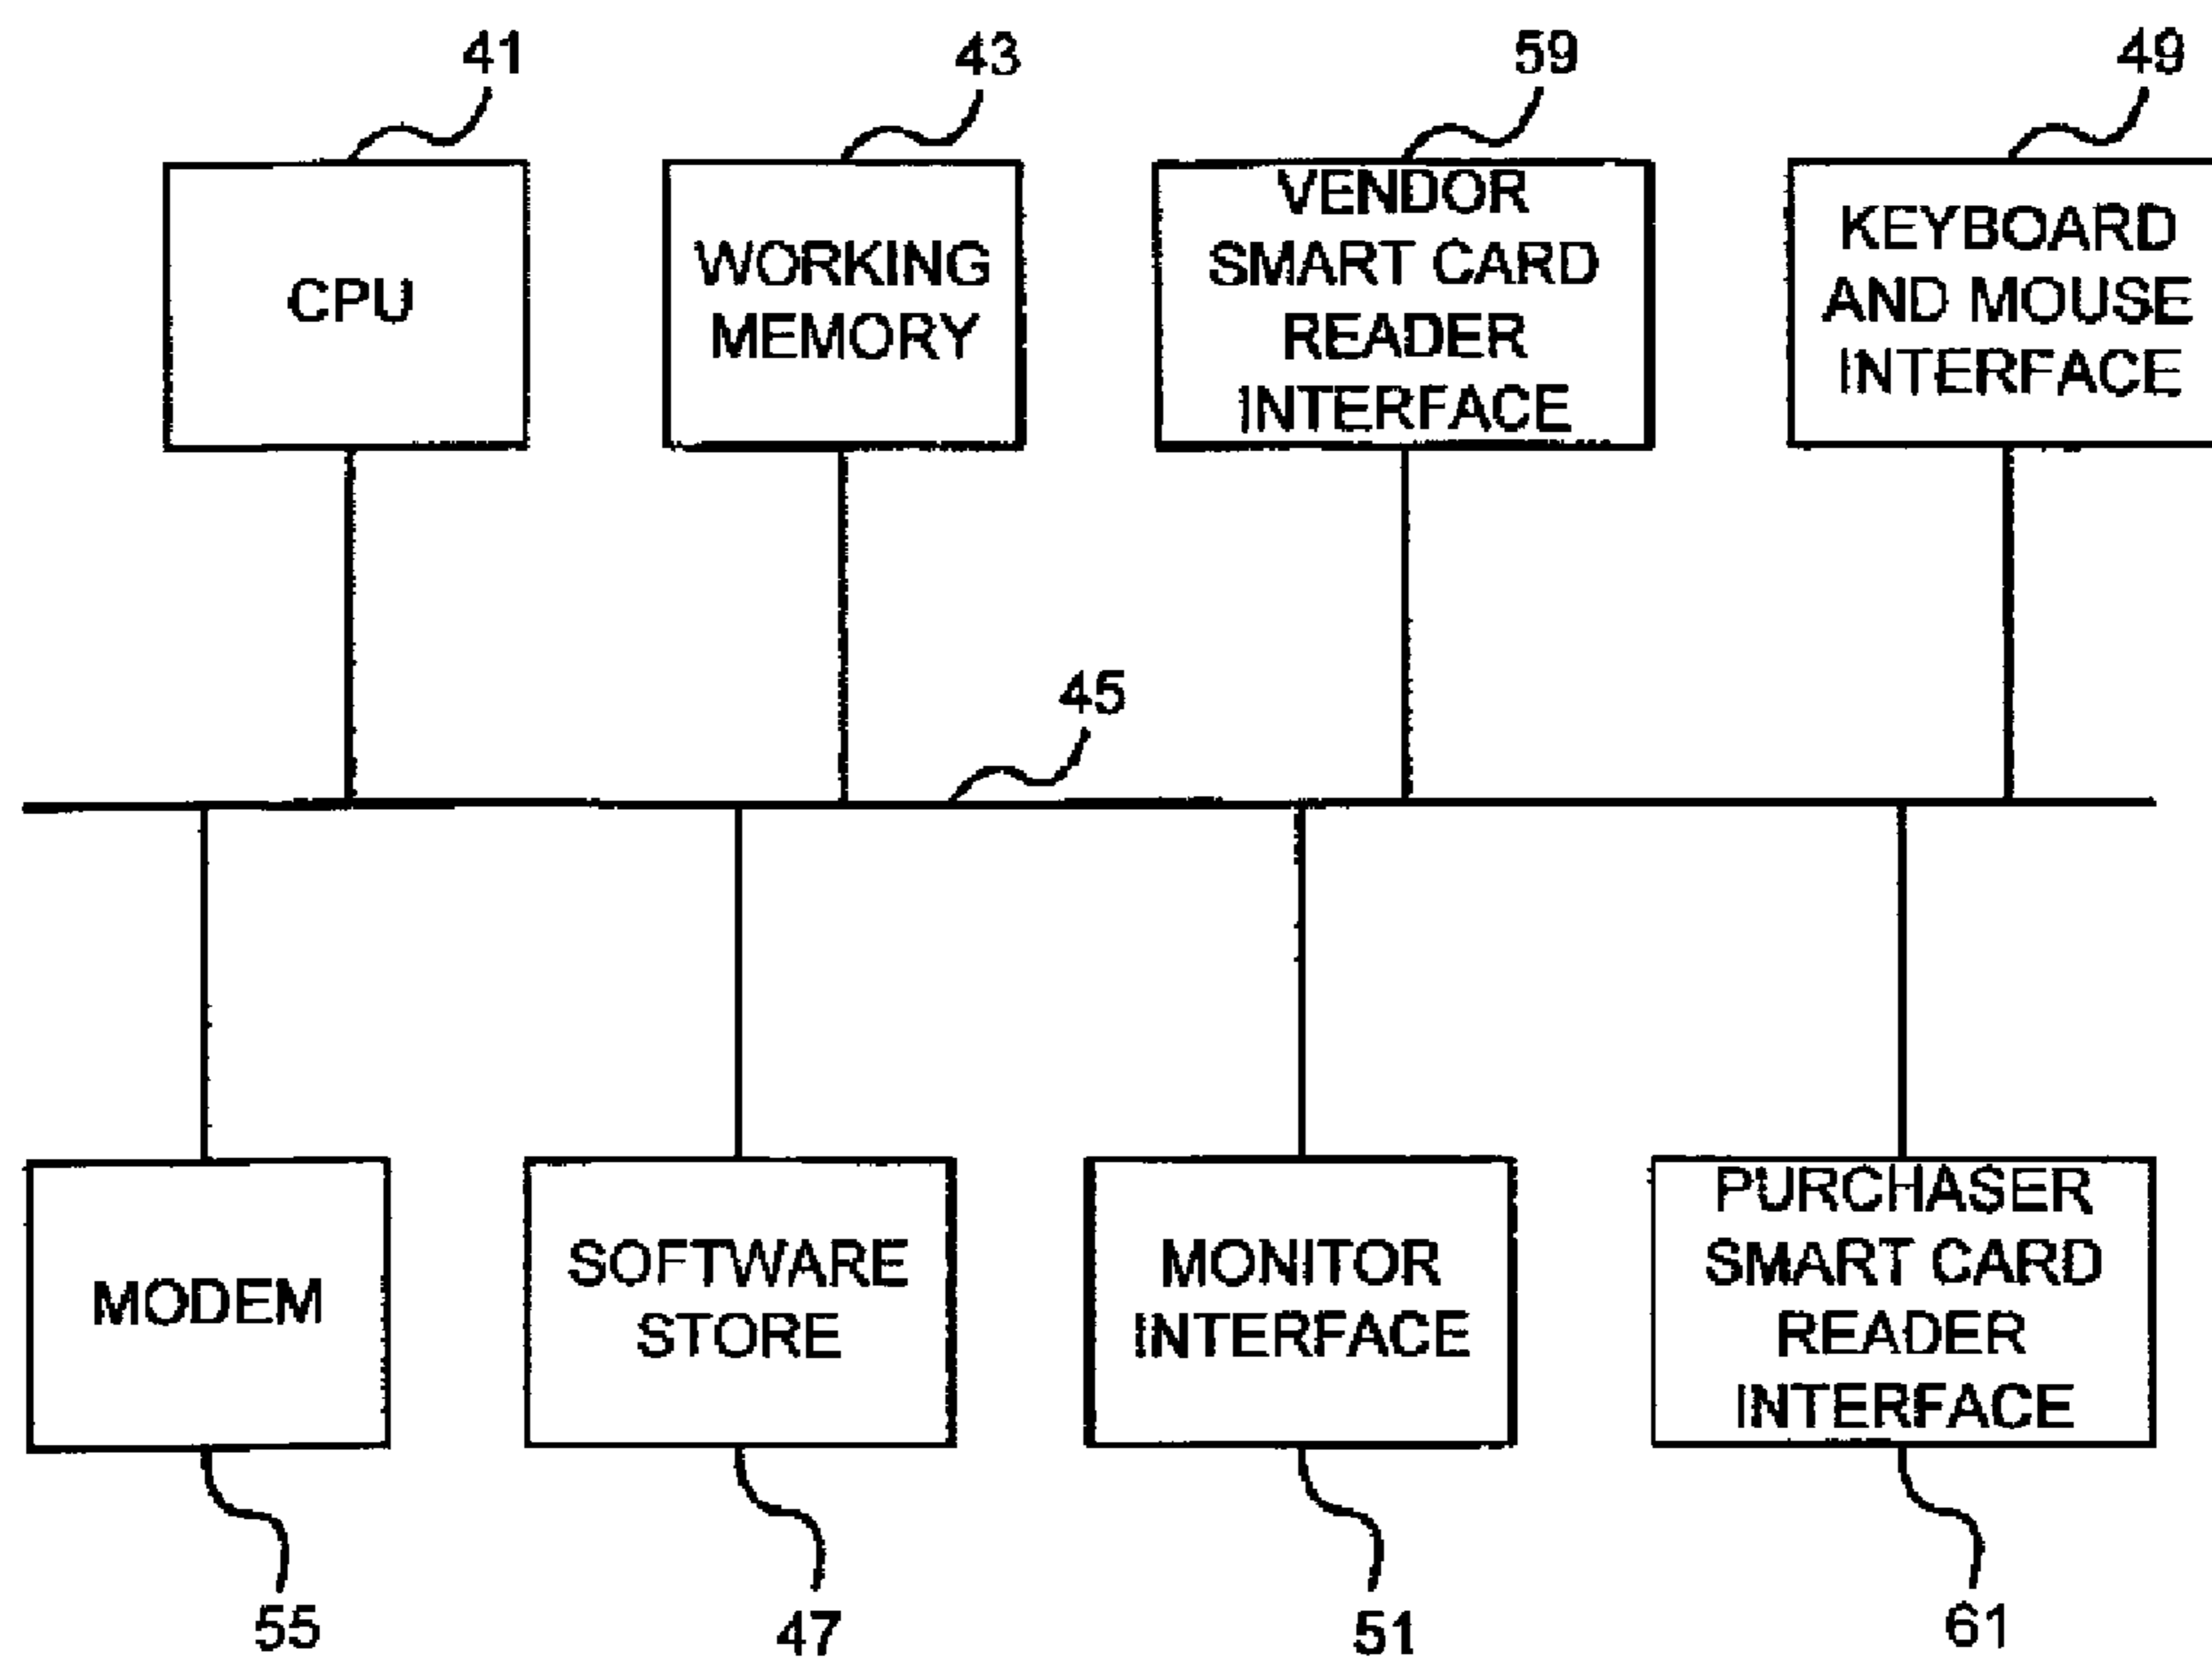 41
43
59
49
CPU
WORKING
MEMORY
VENDOR
SMART CARD
READER
INTERFACE
KEYBOARD
AND MOUSE
INTERFACE
45
MODEM
SOFTWARE
STORE
MONITOR
INTERFACE
PURCHASER
SMART CARD
READER
INTERFACE
55
47
51
61